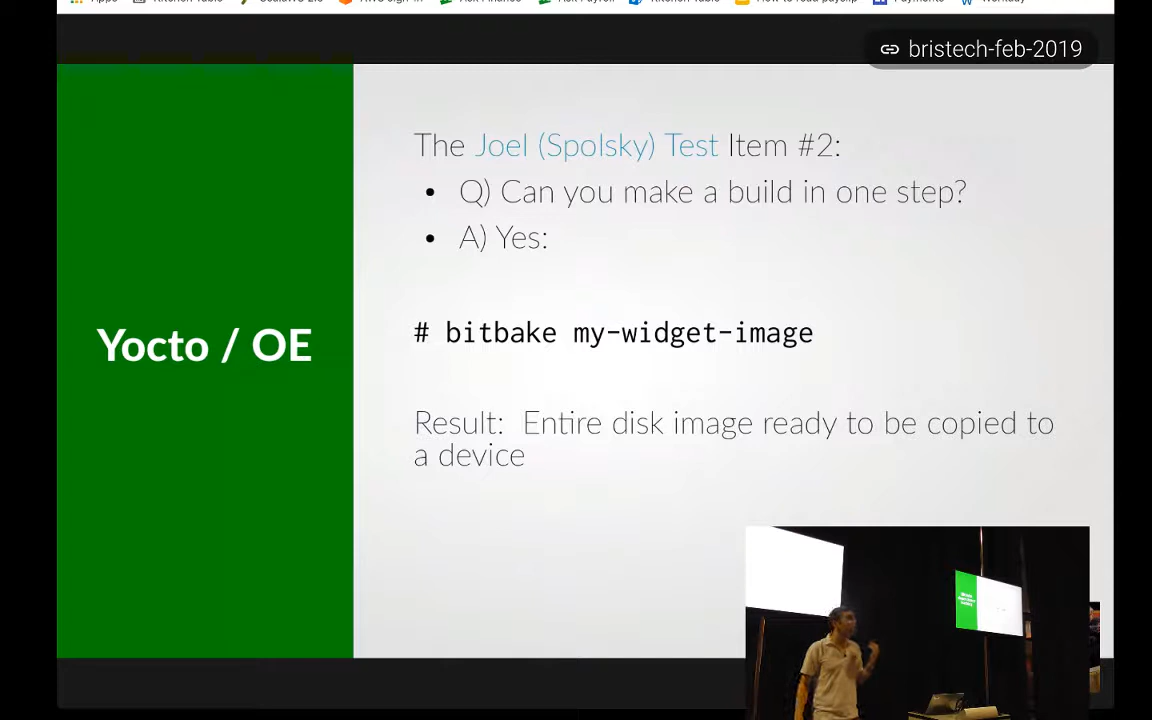 bristech-feb-2019
The Joel (Spolsky) Test Item #2:
• Q) Can you make a build in one step?
• A) Yes:
Yocto / OE
# bitbake my-widget-image
Result: Entire disk image ready to be copied to
a device